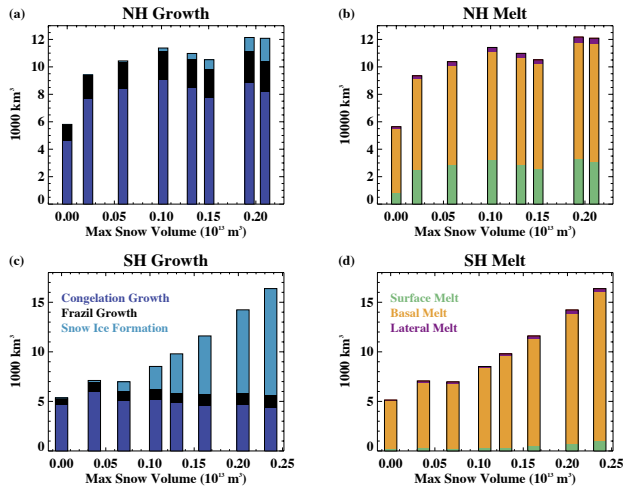 (a) NH Growth
12
10
8
6
4
2
0
1000 km³
0.00 0.05 0.10 0.15 0.20
Max Snow Volume (10¹³ m³)
(b) NH Melt
12
10
8
6
4
2
0
10000 km³
0.00 0.05 0.10 0.15 0.20
Max Snow Volume (10¹³ m³)
(c) SH Growth
Congelation Growth
Frazil Growth
Snow Ice Formation
15
10
5
0
1000 km³
0.00 0.05 0.10 0.15 0.20 0.25
Max Snow Volume (10¹³ m³)
(d) SH Melt
Surface Melt
Basal Melt
Lateral Melt
15
10
5
0
1000 km³
0.00 0.05 0.10 0.15 0.20 0.25
Max Snow Volume (10¹³ m³)